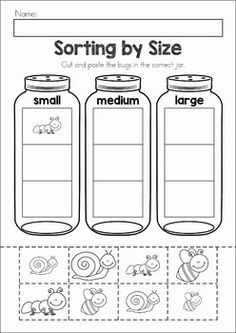 Name:
Sorting by Size
Cut and paste the bugs in the correct jar.
small medium large